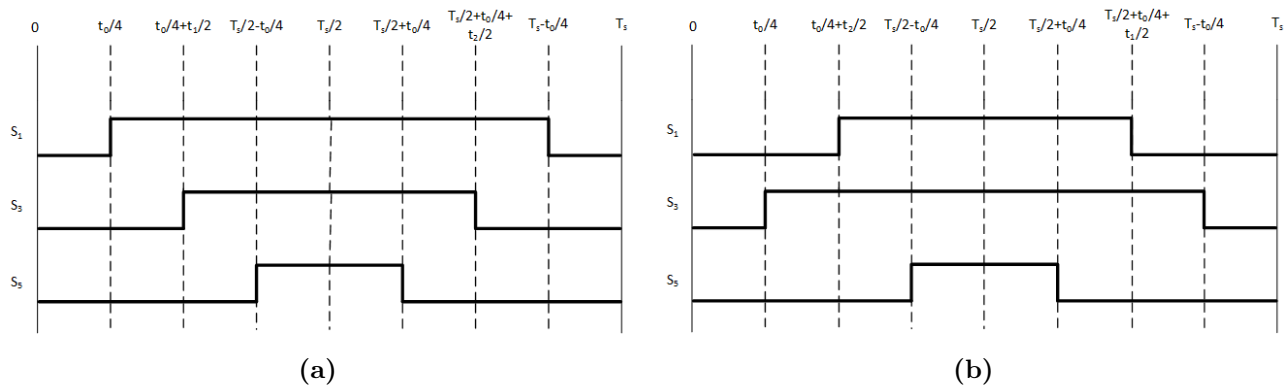 0 t₀/4 t₀/4+t₁/2 Tₛ/2-t₀/4 Tₛ/2 Tₛ/2+t₀/4 Tₛ/2+t₀/4+ Tₛ-t₀/4 Tₛ
t₂/2
S₁
S₃
S₅
(a)
0 t₀/4 t₀/4+t₂/2 Tₛ/2-t₀/4 Tₛ/2 Tₛ/2+t₀/4 Tₛ/2+t₀/4+ Tₛ-t₀/4 Tₛ
t₁/2
S₁
S₃
S₅
(b)